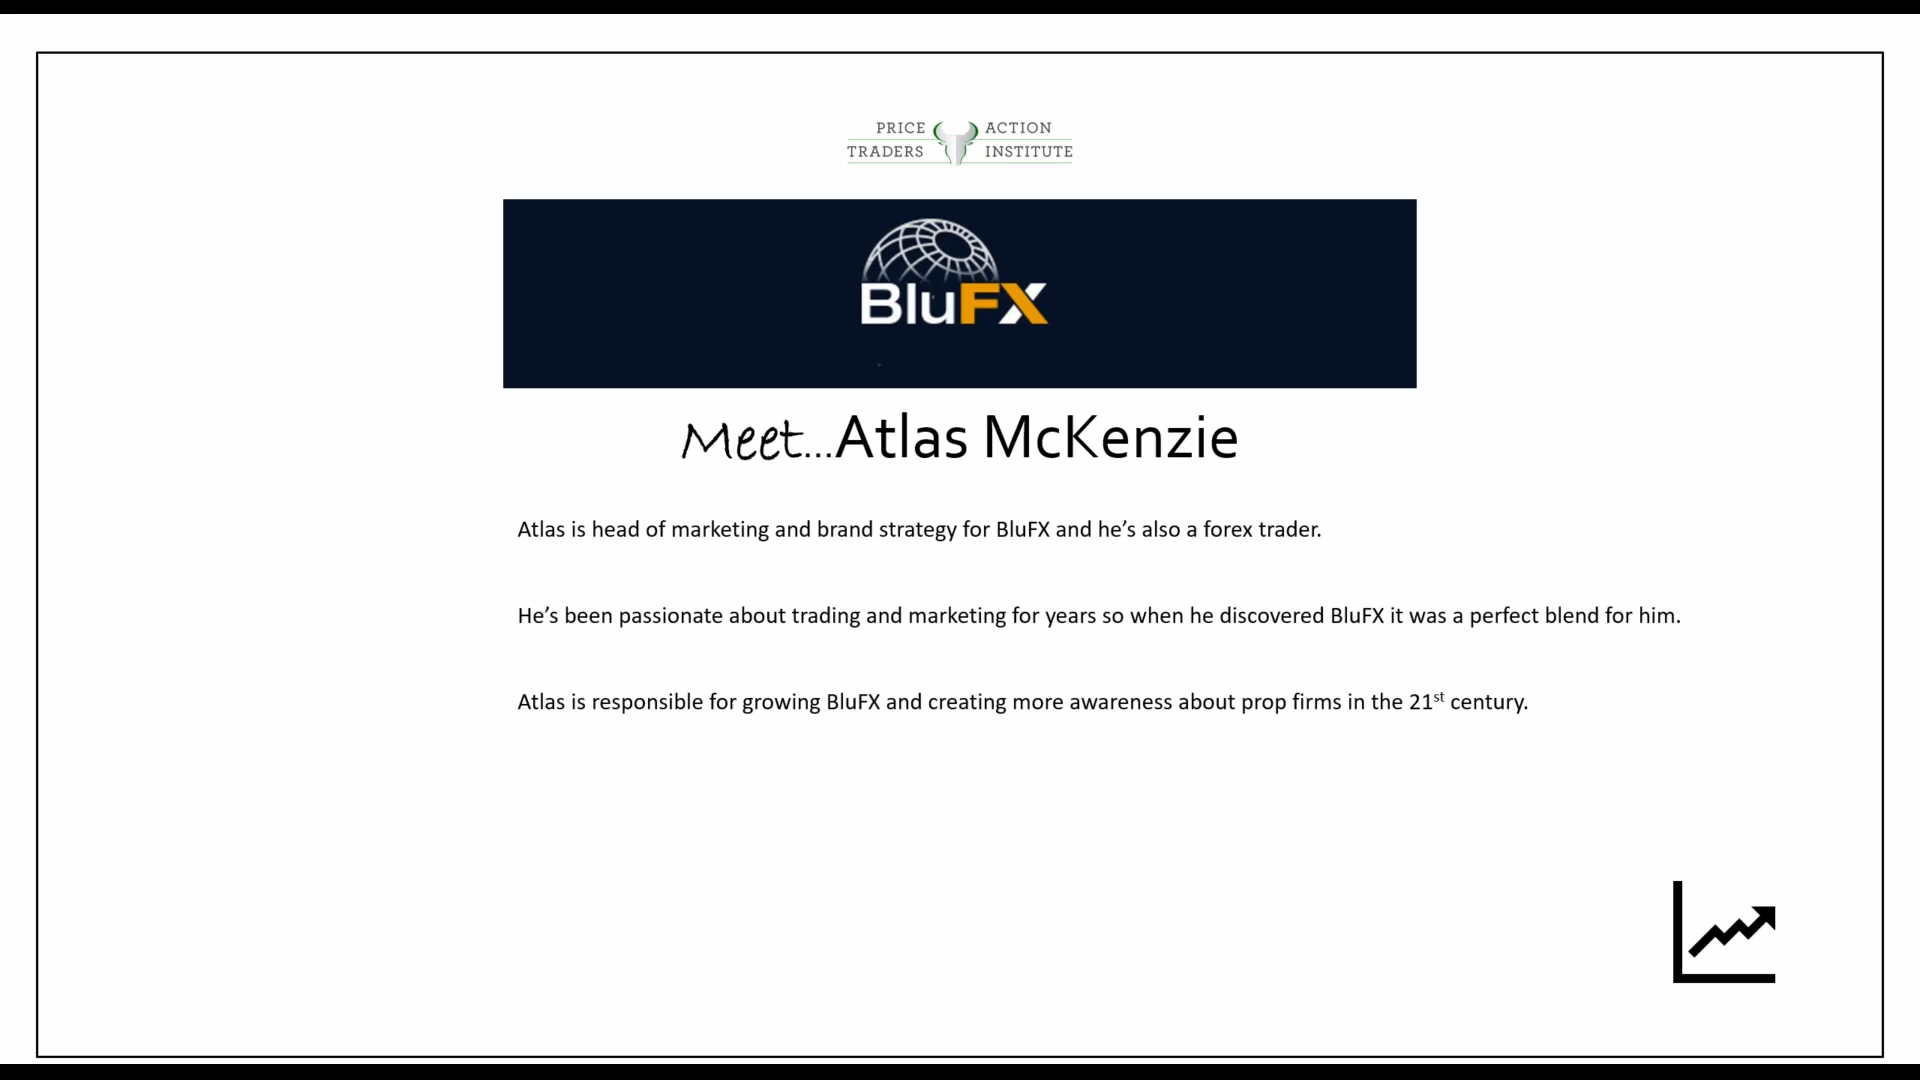 PRICE ACTION
TRADERS INSTITUTE
BluFX
Meet...Atlas McKenzie
Atlas is head of marketing and brand strategy for BluFX and he’s also a forex trader.
He’s been passionate about trading and marketing for years so when he discovered BluFX it was a perfect blend for him.
Atlas is responsible for growing BluFX and creating more awareness about prop firms in the 21st century.